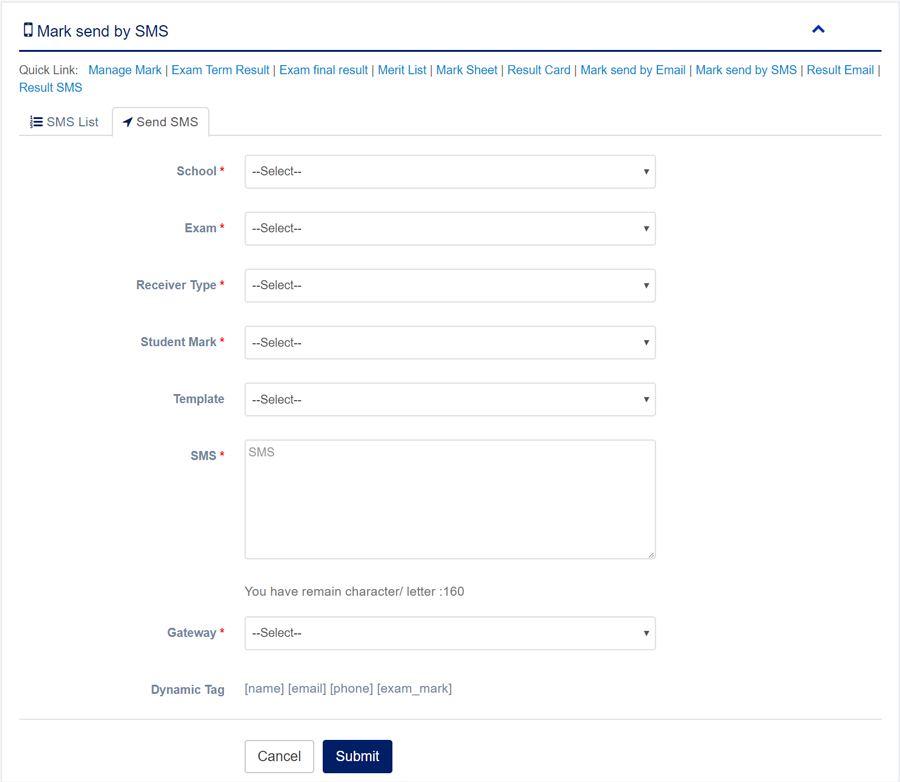 Mark send by SMS
Quick Link: Manage Mark | Exam Term Result | Exam final result | Merit List | Mark Sheet | Result Card | Mark send by Email | Mark send by SMS | Result Email |
Result SMS
SMS List Send SMS
School * --Select--
Exam * --Select--
Receiver Type * --Select--
Student Mark * --Select--
Template --Select--
SMS * SMS
You have remain character/ letter :160
Gateway * --Select--
Dynamic Tag [name] [email] [phone] [exam_mark]
Cancel Submit